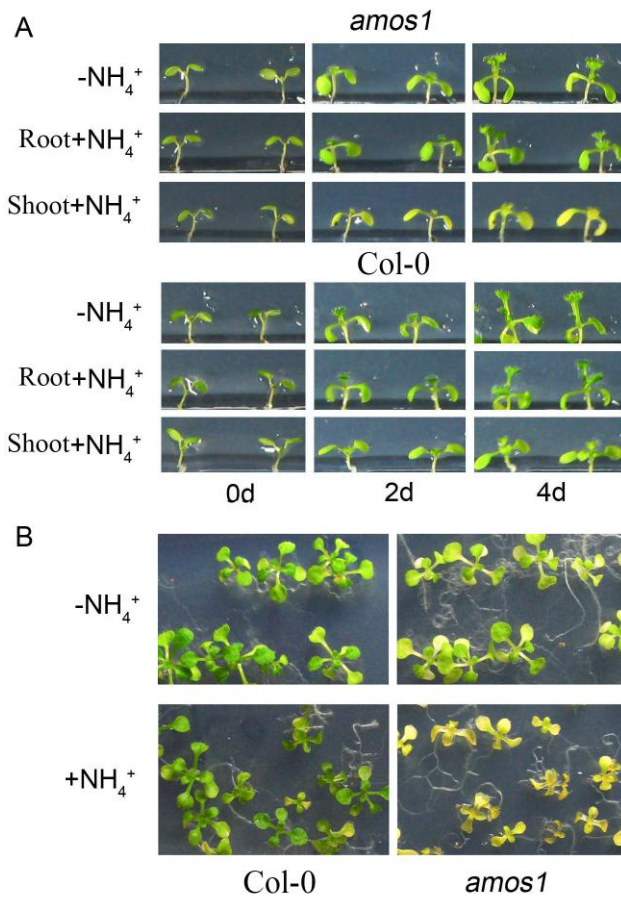 A
amos1
-NH₄⁺
Root+NH₄⁺
Shoot+NH₄⁺
Col-0
-NH₄⁺
Root+NH₄⁺
Shoot+NH₄⁺
0d 2d 4d
B
-NH₄⁺
+NH₄⁺
Col-0 amos1